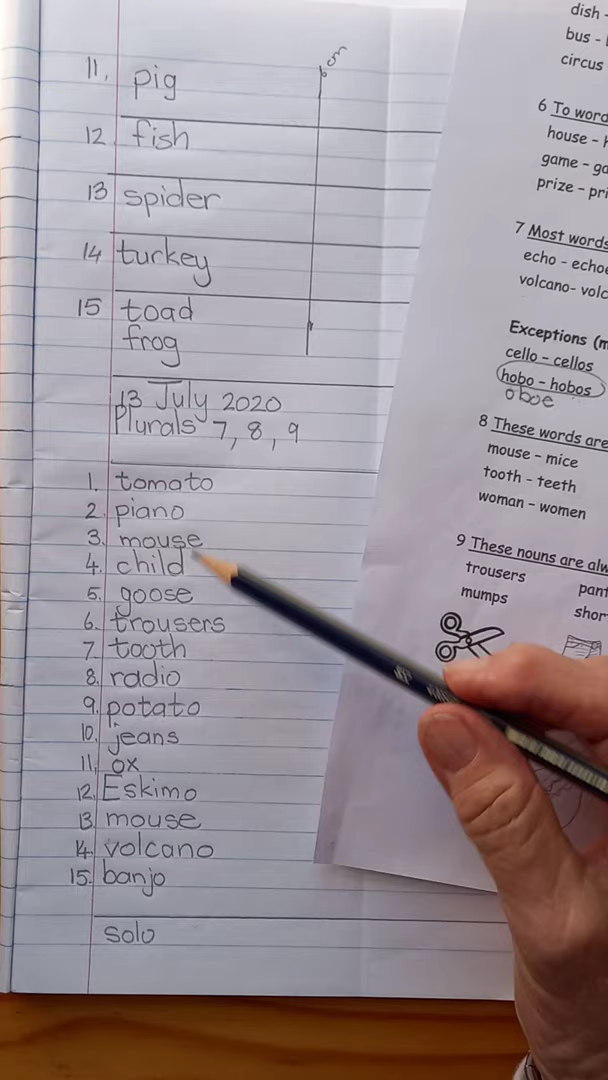 11. pig
12 fish
13 spider
14 turkey
15 toad
frog
13 July 2020
Plurals 7, 8, 9
1. tomato
2. piano
3. mouse
4. child
5. goose
6. trousers
7. tooth
8. radio
9. potato
10. jeans
11. ox
12. Eskimo
13. mouse
14 volcano
15. banjo
solo
dish -
bus -
circus
6 To word
house -
game - ga
prize - pri
7 Most words
echo - echoe
volcano- volc
Exceptions (m
cello - cellos
hobo - hobos
oboe
8 These words are
mouse - mice
tooth - teeth
woman - women
9 These nouns are alw
trousers pant
mumps shor